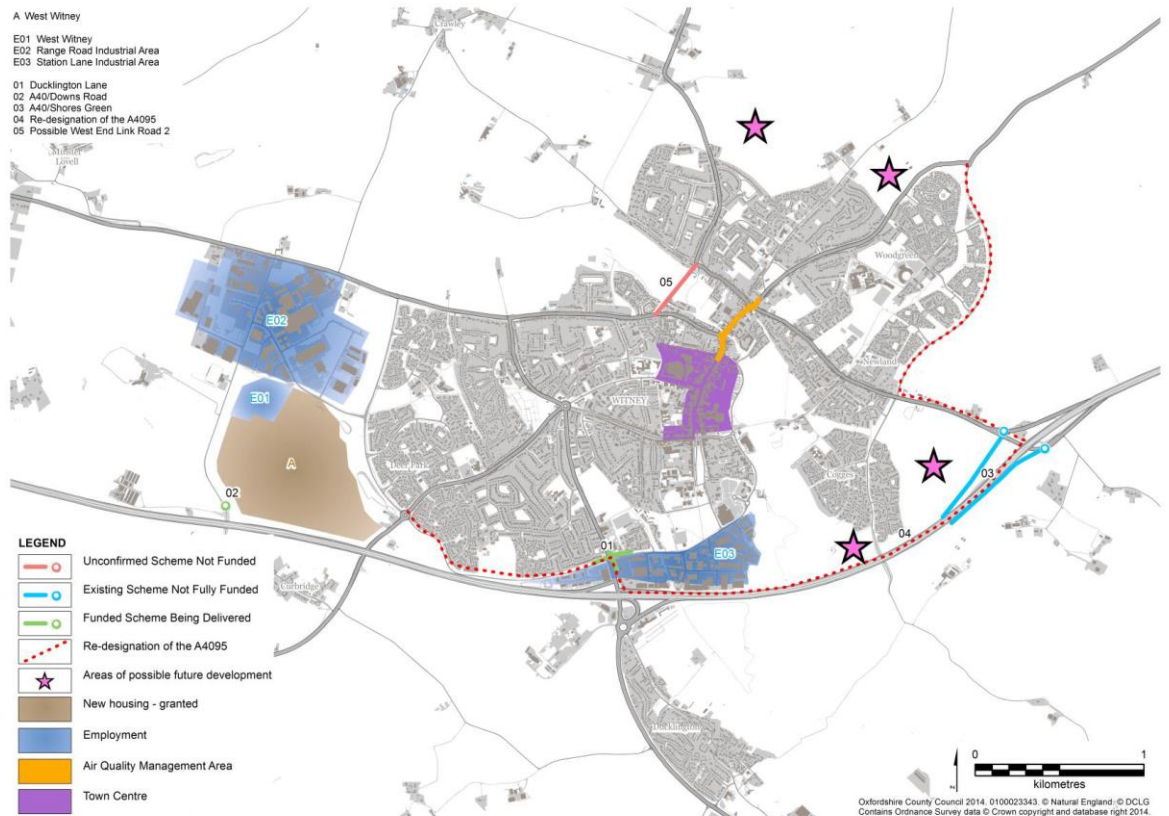 A West Witney
E01 West Witney
E02 Range Road Industrial Area
E03 Station Lane Industrial Area
01 Ducklington Lane
02 A40/Downs Road
03 A40/Shores Green
04 Re-designation of the A4095
05 Possible West End Link Road 2
Crawley
Minster
Lovell
Woodgreen
05
E02
Newland
E01
WITNEY
A
Deer Park
Cogges
03
02
01
E03
04
Curbridge
Ducklington
LEGEND
Unconfirmed Scheme Not Funded
Existing Scheme Not Fully Funded
Funded Scheme Being Delivered
Re-designation of the A4095
Areas of possible future development
New housing - granted
Employment
Air Quality Management Area
Town Centre
0 1
kilometres
Oxfordshire County Council 2014. 0100023343. © Natural England: © DCLG
Contains Ordnance Survey data © Crown copyright and database right 2014.